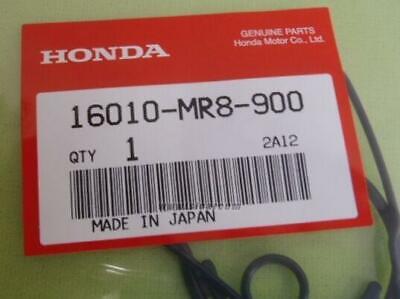 HONDA
GENUINE PARTS
Honda Motor Co., Ltd.
16010-MR8-900
QTY 1 2A12
MADE IN JAPAN